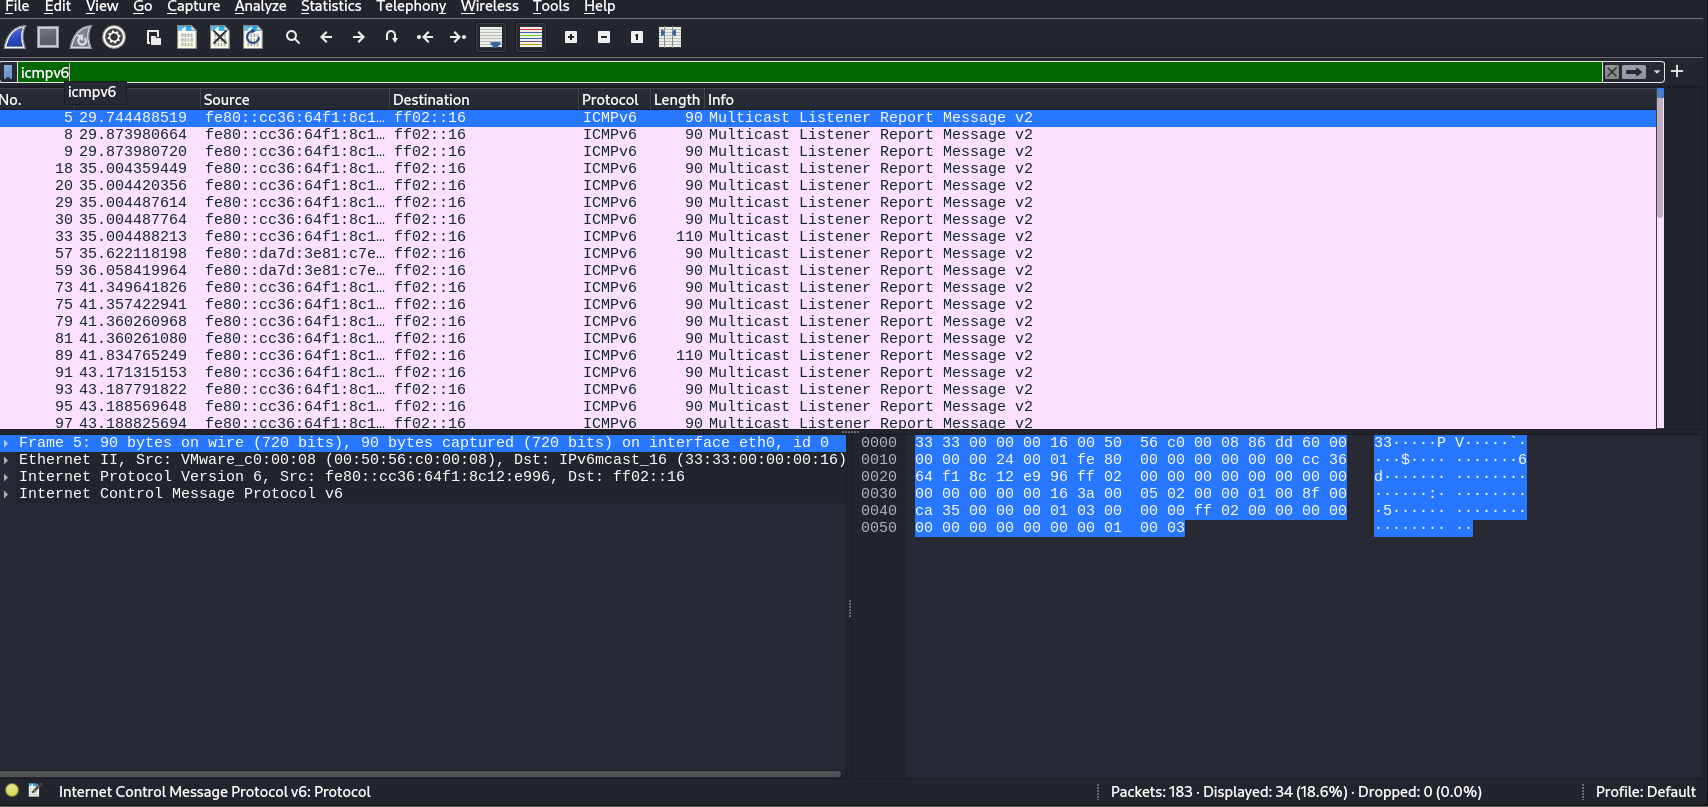 File Edit View Go Capture Analyze Statistics Telephony Wireless Tools Help
icmpv6
icmpv6
No. Source Destination Protocol Length Info
5 29.744488519 fe80::cc36:64f1:8c1… ff02::16 ICMPv6 90 Multicast Listener Report Message v2
8 29.873980664 fe80::cc36:64f1:8c1… ff02::16 ICMPv6 90 Multicast Listener Report Message v2
9 29.873980720 fe80::cc36:64f1:8c1… ff02::16 ICMPv6 90 Multicast Listener Report Message v2
18 35.004359449 fe80::cc36:64f1:8c1… ff02::16 ICMPv6 90 Multicast Listener Report Message v2
20 35.004420356 fe80::cc36:64f1:8c1… ff02::16 ICMPv6 90 Multicast Listener Report Message v2
29 35.004487614 fe80::cc36:64f1:8c1… ff02::16 ICMPv6 90 Multicast Listener Report Message v2
30 35.004487764 fe80::cc36:64f1:8c1… ff02::16 ICMPv6 90 Multicast Listener Report Message v2
33 35.004488213 fe80::cc36:64f1:8c1… ff02::16 ICMPv6 110 Multicast Listener Report Message v2
57 35.622118198 fe80::da7d:3e81:c7e… ff02::16 ICMPv6 90 Multicast Listener Report Message v2
59 36.058419964 fe80::da7d:3e81:c7e… ff02::16 ICMPv6 90 Multicast Listener Report Message v2
73 41.349641826 fe80::cc36:64f1:8c1… ff02::16 ICMPv6 90 Multicast Listener Report Message v2
75 41.357422941 fe80::cc36:64f1:8c1… ff02::16 ICMPv6 90 Multicast Listener Report Message v2
79 41.360260968 fe80::cc36:64f1:8c1… ff02::16 ICMPv6 90 Multicast Listener Report Message v2
81 41.360261080 fe80::cc36:64f1:8c1… ff02::16 ICMPv6 90 Multicast Listener Report Message v2
89 41.834765249 fe80::cc36:64f1:8c1… ff02::16 ICMPv6 110 Multicast Listener Report Message v2
91 43.171315153 fe80::cc36:64f1:8c1… ff02::16 ICMPv6 90 Multicast Listener Report Message v2
93 43.187791822 fe80::cc36:64f1:8c1… ff02::16 ICMPv6 90 Multicast Listener Report Message v2
95 43.188569648 fe80::cc36:64f1:8c1… ff02::16 ICMPv6 90 Multicast Listener Report Message v2
97 43.188825694 fe80::cc36:64f1:8c1… ff02::16 ICMPv6 90 Multicast Listener Report Message v2
Frame 5: 90 bytes on wire (720 bits), 90 bytes captured (720 bits) on interface eth0, id 0
Ethernet II, Src: VMware_c0:00:08 (00:50:56:c0:00:08), Dst: IPv6mcast_16 (33:33:00:00:00:16)
Internet Protocol Version 6, Src: fe80::cc36:64f1:8c12:e996, Dst: ff02::16
Internet Control Message Protocol v6
0000 33 33 00 00 00 16 00 50 56 c0 00 08 86 dd 60 00 33·····P V·····`·
0010 00 00 00 24 00 01 fe 80 00 00 00 00 00 00 cc 36 ···$···· ·······6
0020 64 f1 8c 12 e9 96 ff 02 00 00 00 00 00 00 00 00 d······· ········
0030 00 00 00 00 00 16 3a 00 05 02 00 00 01 00 8f 00 ······:· ········
0040 ca 35 00 00 00 01 03 00 00 00 ff 02 00 00 00 00 ·5······ ········
0050 00 00 00 00 00 00 00 01 00 03 ········ ··
Internet Control Message Protocol v6: Protocol
Packets: 183 · Displayed: 34 (18.6%) · Dropped: 0 (0.0%)
Profile: Default